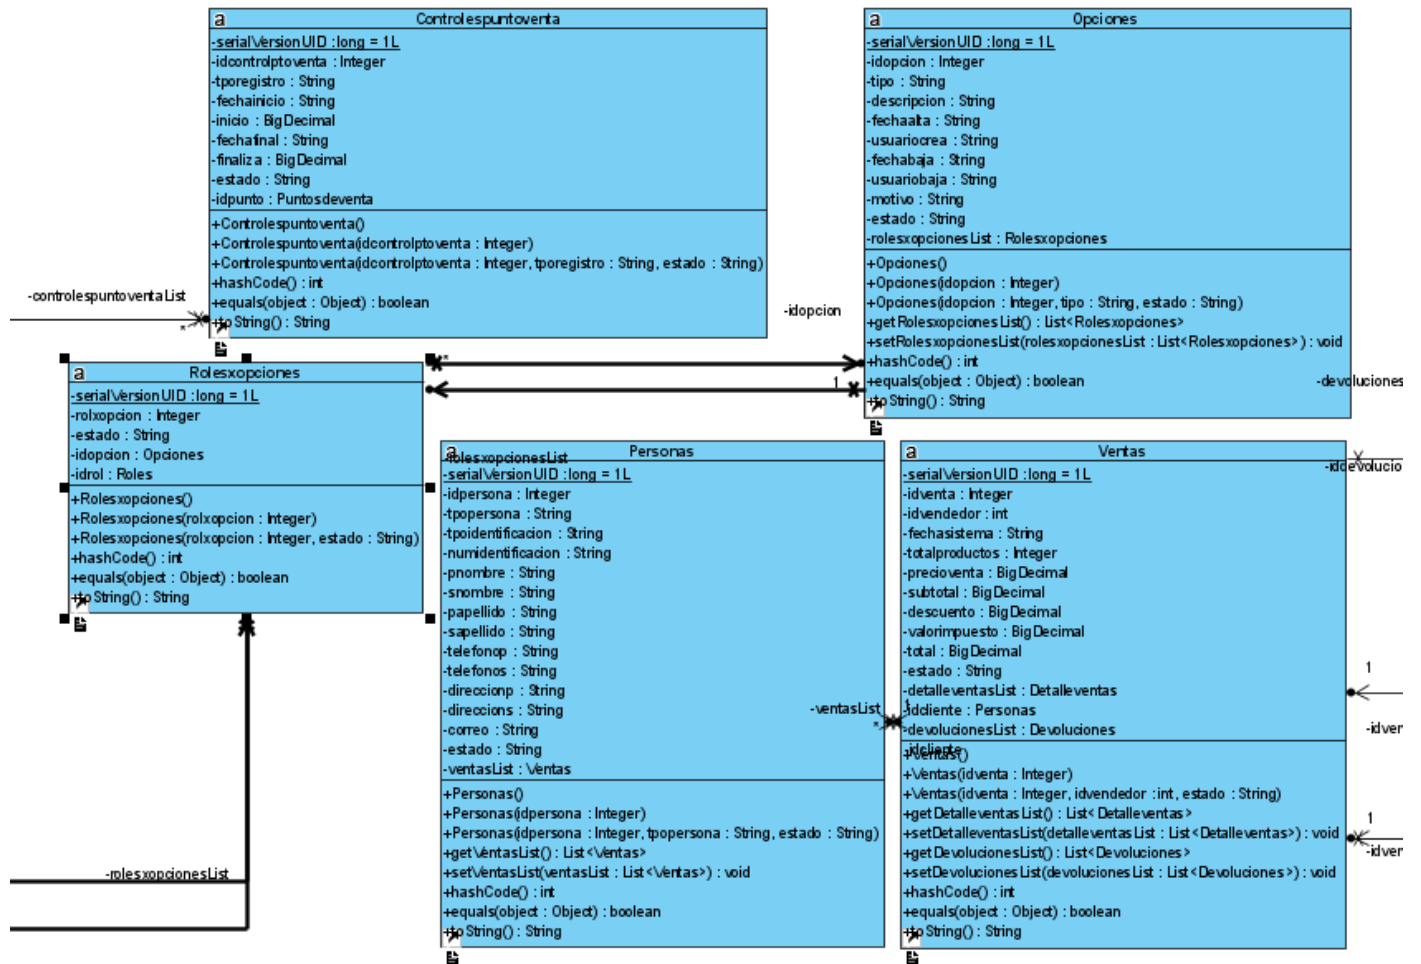 a Controlespuntoventa
-serialVersionUID : long = 1L
-idcontrolptoventa : Integer
-tporegistro : String
-fechainicio : String
-inicio : BigDecimal
-fechafinal : String
-finaliza : BigDecimal
-estado : String
-idpunto : Puntosdeventa
+Controlespuntoventa()
+Controlespuntoventa(idcontrolptoventa : Integer)
+Controlespuntoventa(idcontrolptoventa : Integer, tporegistro : String, estado : String)
+hashCode() : int
+equals(object : Object) : boolean
+toString() : String
a Opciones
-serialVersionUID : long = 1L
-idopcion : Integer
-tipo : String
-descripcion : String
-fechaalta : String
-usuariocrea : String
-fechabaja : String
-usuariobaja : String
-motivo : String
-estado : String
-rolesxopcionesList : Rolesxopciones
+Opciones()
+Opciones(idopcion : Integer)
+Opciones(idopcion : Integer, tipo : String, estado : String)
+getRolesxopcionesList() : List<Rolesxopciones>
+setRolesxopcionesList(rolesxopcionesList : List<Rolesxopciones>) : void
+hashCode() : int
+equals(object : Object) : boolean
+toString() : String
-controlespuntoventaList
*
-idopcion
*
1
-devoluciones
a Rolesxopciones
-serialVersionUID : long = 1L
-rolxopcion : Integer
-estado : String
-idopcion : Opciones
-idrol : Roles
+Rolesxopciones()
+Rolesxopciones(rolxopcion : Integer)
+Rolesxopciones(rolxopcion : Integer, estado : String)
+hashCode() : int
+equals(object : Object) : boolean
+toString() : String
a Personas
-rolesxopcionesList
-serialVersionUID : long = 1L
-idpersona : Integer
-tpopersona : String
-tpoidentificacion : String
-numidentificacion : String
-pnombre : String
-snombre : String
-papellido : String
-sapellido : String
-telefonop : String
-telefonos : String
-direccionp : String
-direccions : String
-correo : String
-estado : String
-ventasList : Ventas
+Personas()
+Personas(idpersona : Integer)
+Personas(idpersona : Integer, tpopersona : String, estado : String)
+getVentasList() : List<Ventas>
+setVentasList(ventasList : List<Ventas>) : void
+hashCode() : int
+equals(object : Object) : boolean
+toString() : String
-ventasList
*
1
a Ventas
-serialVersionUID : long = 1L
-idventa : Integer
-idvendedor : int
-fechasistema : String
-totalproductos : Integer
-precioventa : BigDecimal
-subtotal : BigDecimal
-descuento : BigDecimal
-valorimpuesto : BigDecimal
-total : BigDecimal
-estado : String
-detalleventasList : Detalleventas
-idcliente : Personas
-devolucionesList : Devoluciones
-idcliente
+Ventas()
+Ventas(idventa : Integer)
+Ventas(idventa : Integer, idvendedor : int, estado : String)
+getDetalleventasList() : List<Detalleventas>
+setDetalleventasList(detalleventasList : List<Detalleventas>) : void
+getDevolucionesList() : List<Devoluciones>
+setDevolucionesList(devolucionesList : List<Devoluciones>) : void
+hashCode() : int
+equals(object : Object) : boolean
+toString() : String
-iddevolucio
1
-idver
1
-idver
-rolesxopcionesList